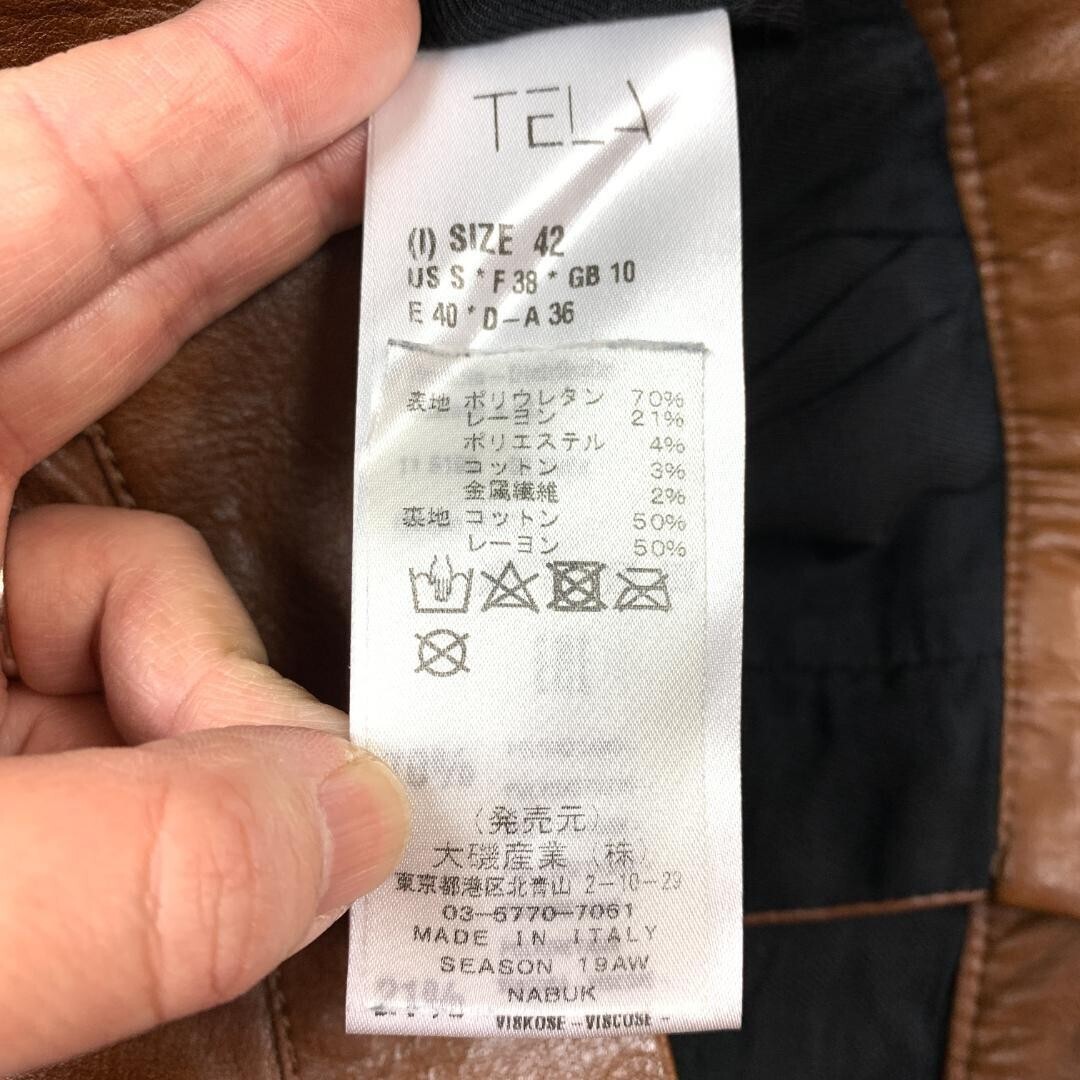 TELA
(I) SIZE 42
US S * F 38 * GB 10
E 40 * D-A 36
表地 ポリウレタン 70%
レーヨン 21%
ポリエステル 4%
コットン 3%
金属繊維 2%
裏地 コットン 50%
レーヨン 50%
(発売元)
大磯産業(株)
東京都港区北青山 2-10-29
03-5770-7061
MADE IN ITALY
SEASON 19AW
NABUK
21%
VISKOSE - VISCOSE -